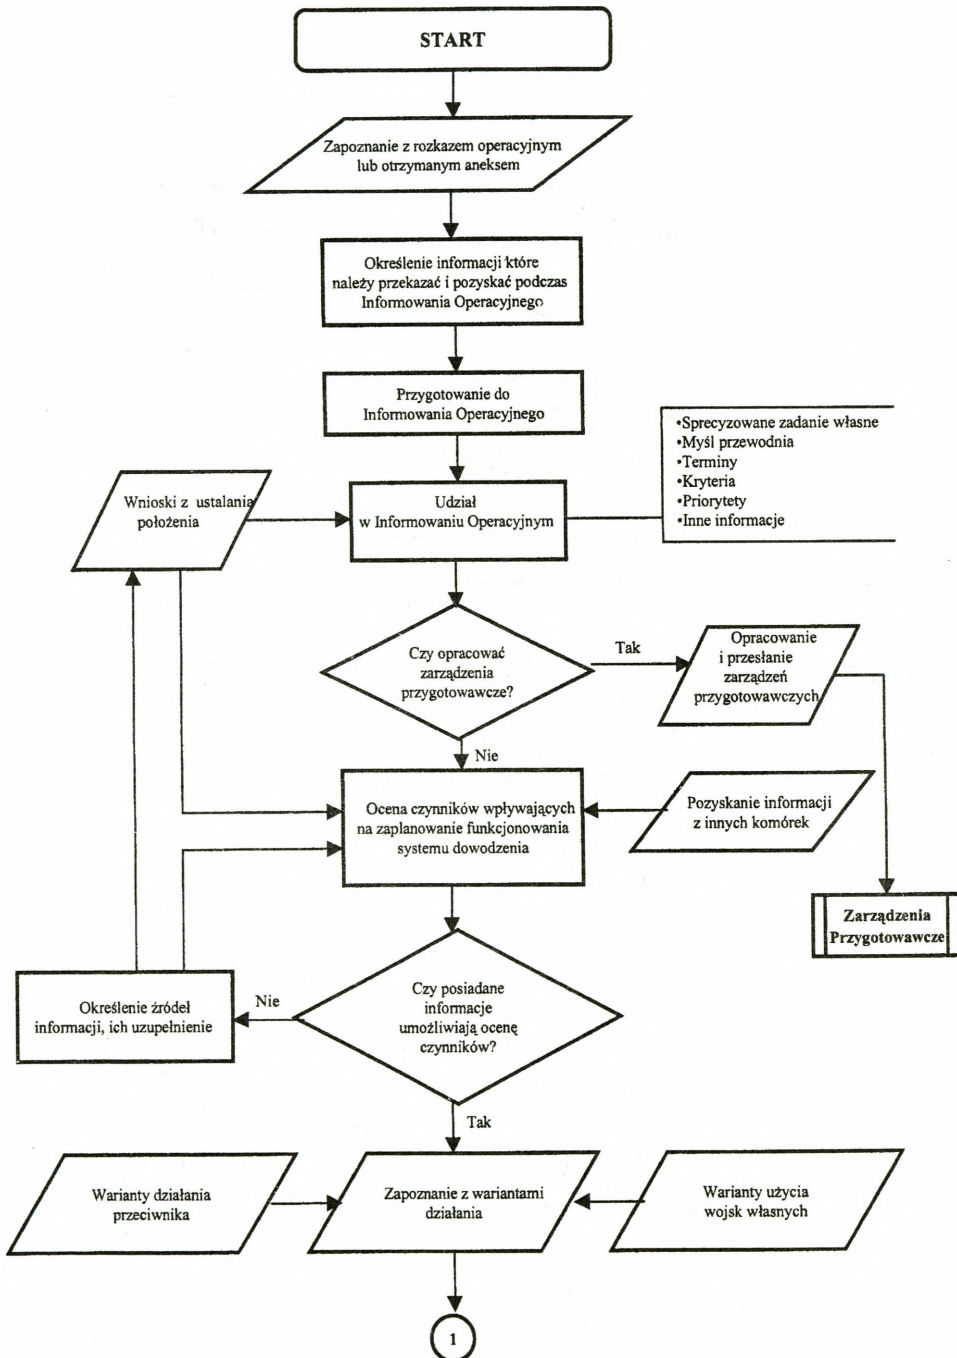 START
Zapoznanie z rozkazem operacyjnym
lub otrzymanym aneksem
Określenie informacji które
należy przekazać i pozyskać podczas
Informowania Operacyjnego
Przygotowanie do
Informowania Operacyjnego
•Sprecyzowane zadanie własne
•Myśl przewodnia
•Terminy
•Kryteria
•Priorytety
•Inne informacje
Wnioski z ustalania
położenia
Udział
w Informowaniu Operacyjnym
Czy opracować
zarządzenia
przygotowawcze?
Tak
Opracowanie
i przesłanie
zarządzeń
przygotowawczych
Nie
Ocena czynników wpływających
na zaplanowanie funkcjonowania
systemu dowodzenia
Pozyskanie informacji
z innych komórek
Zarządzenia
Przygotowawcze
Czy posiadane
informacje
umożliwiają ocenę
czynników?
Nie
Określenie źródeł
informacji, ich uzupełnienie
Tak
Warianty działania
przeciwnika
Zapoznanie z wariantami
działania
Warianty użycia
wojsk własnych
1